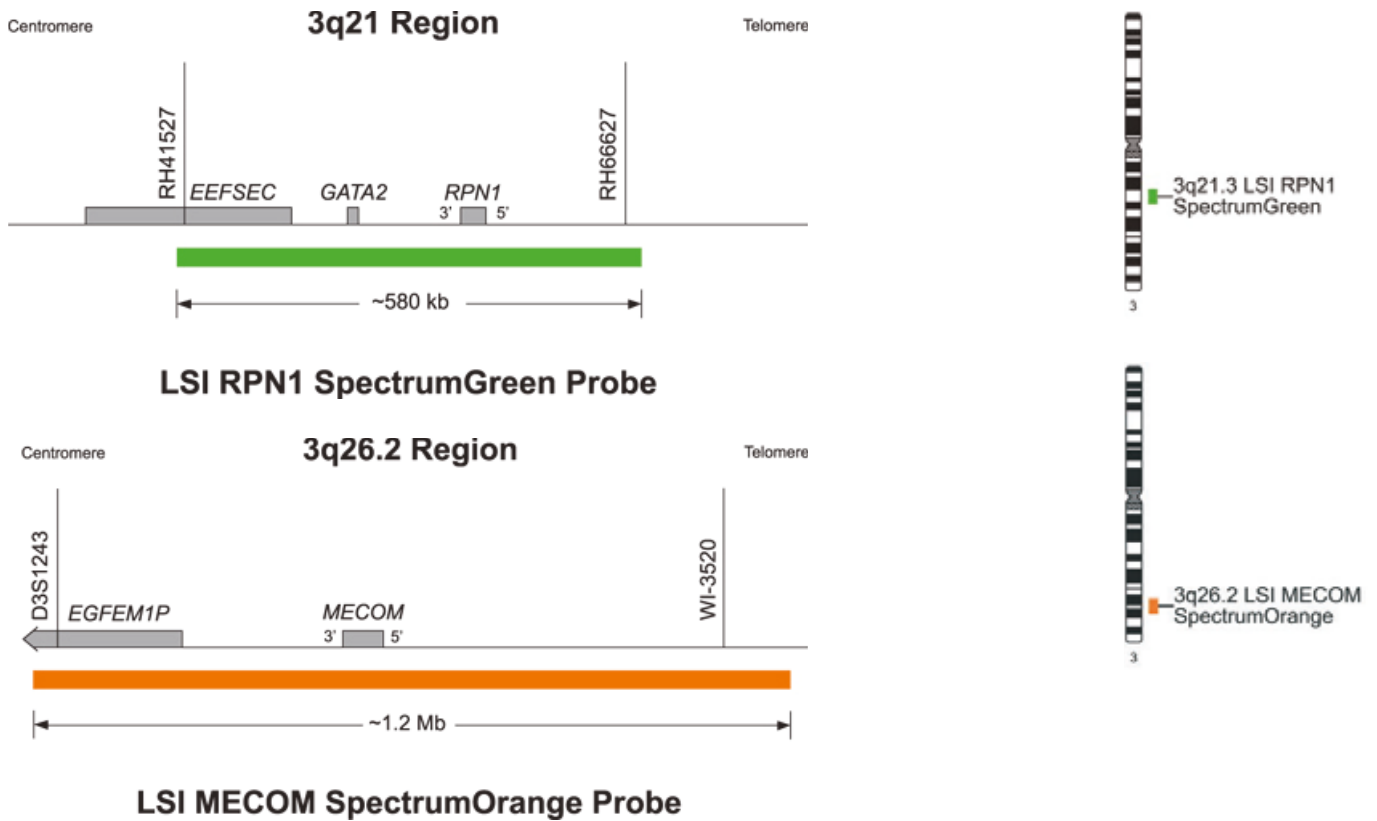 Centromere
3q21 Region
Telomere
RH41527
EEFSEC
GATA2
RPN1
3'
5'
RH66627
~580 kb
LSI RPN1 SpectrumGreen Probe
3q21.3 LSI RPN1
SpectrumGreen
3
Centromere
3q26.2 Region
Telomere
D3S1243
EGFEM1P
MECOM
3'
5'
WI-3520
~1.2 Mb
LSI MECOM SpectrumOrange Probe
3q26.2 LSI MECOM
SpectrumOrange
3